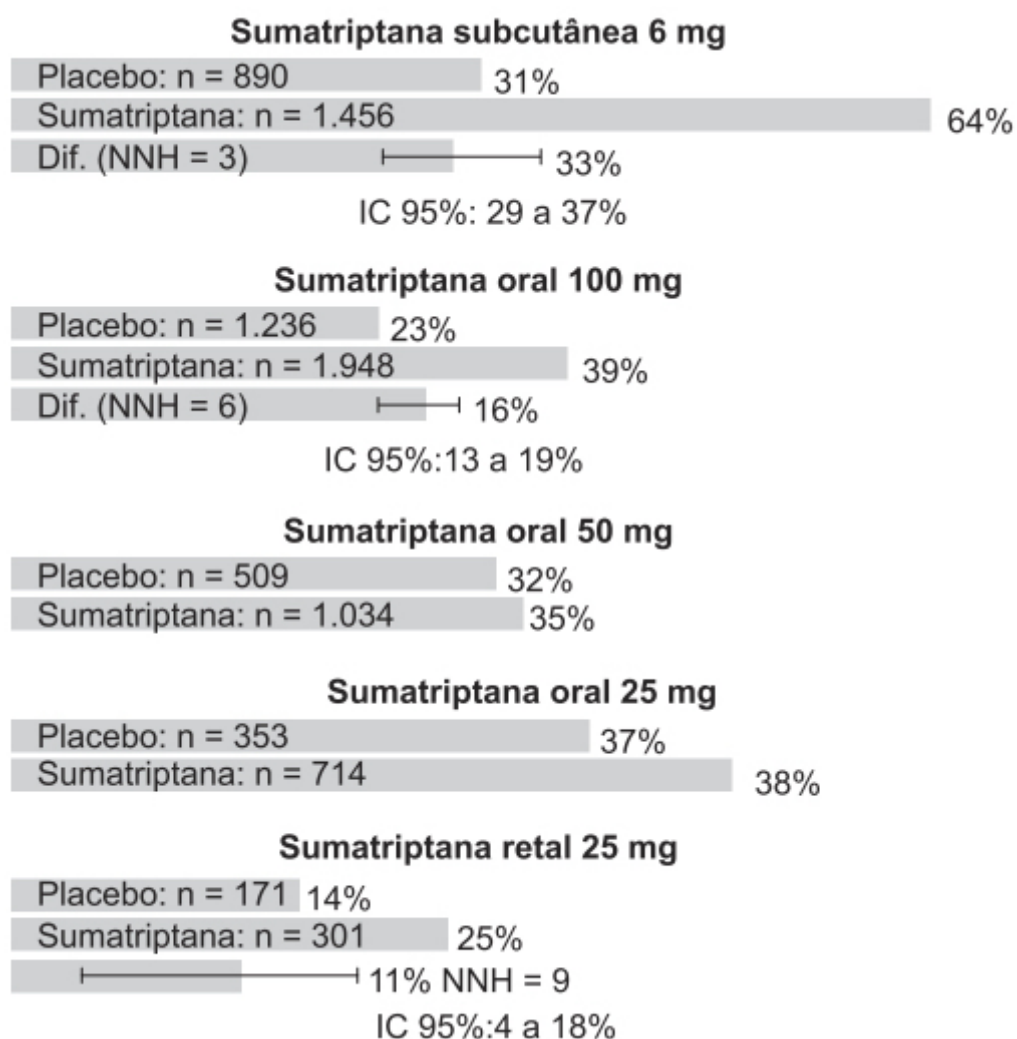 Sumatriptana subcutânea 6 mg
Placebo: n = 890 31%
Sumatriptana: n = 1.456 64%
Dif. (NNH = 3) 33%
IC 95%: 29 a 37%
Sumatriptana oral 100 mg
Placebo: n = 1.236 23%
Sumatriptana: n = 1.948 39%
Dif. (NNH = 6) 16%
IC 95%:13 a 19%
Sumatriptana oral 50 mg
Placebo: n = 509 32%
Sumatriptana: n = 1.034 35%
Sumatriptana oral 25 mg
Placebo: n = 353 37%
Sumatriptana: n = 714 38%
Sumatriptana retal 25 mg
Placebo: n = 171 14%
Sumatriptana: n = 301 25%
11% NNH = 9
IC 95%:4 a 18%